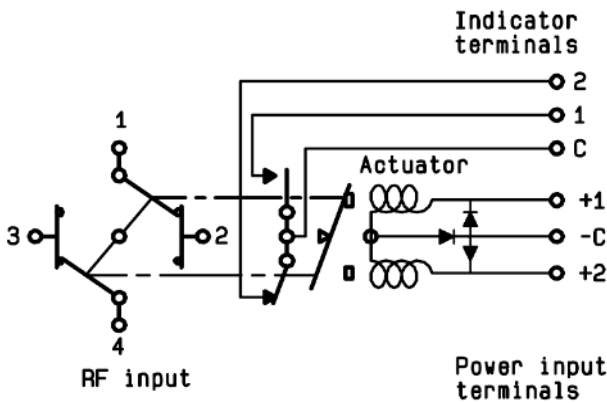 Indicator
terminals
2
1
C
1
Actuator
+1
3
2
-C
+2
4
RF input
Power input
terminals